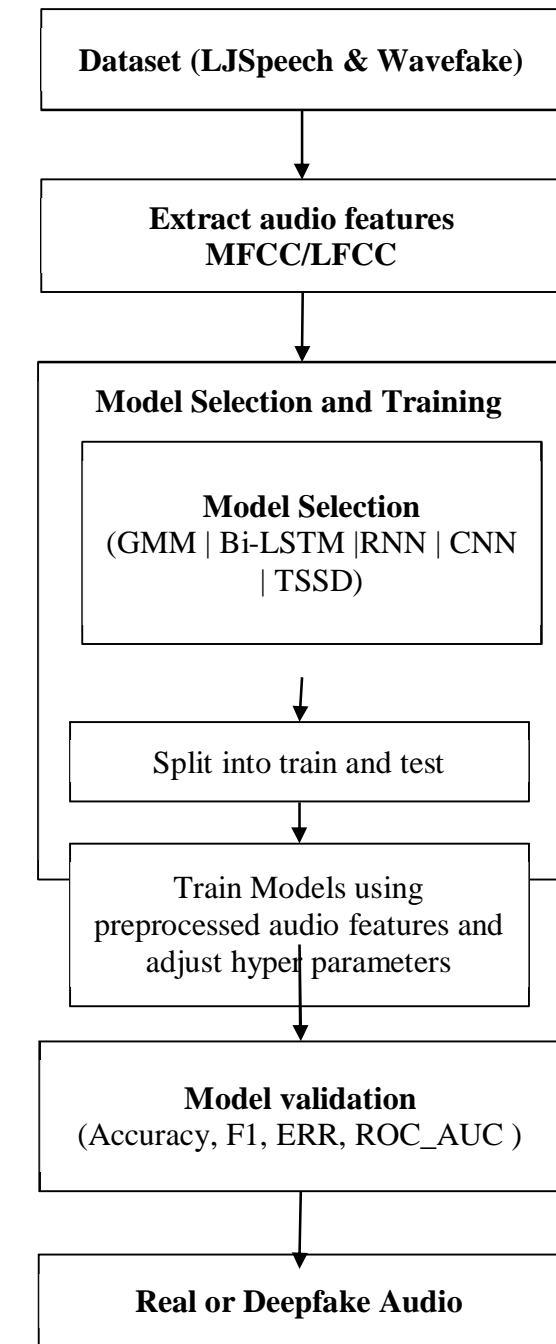 Dataset (LJSpeech & Wavefake)
Extract audio features
MFCC/LFCC
Model Selection and Training
Model Selection
(GMM | Bi-LSTM |RNN | CNN
| TSSD)
Split into train and test
Train Models using
preprocessed audio features and
adjust hyper parameters
Model validation
(Accuracy, F1, ERR, ROC_AUC )
Real or Deepfake Audio